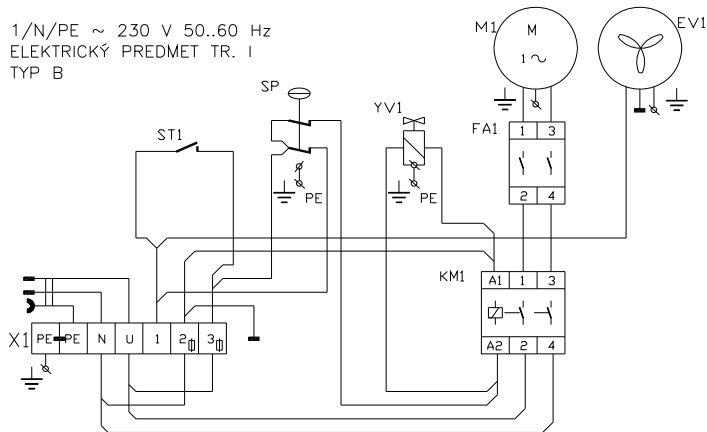 1/N/PE ~ 230 V 50..60 Hz
ELEKTRICKÝ PREDMET TR. I
TYP B
M1
M
1 ~
EV1
SP
YV1
ST1
FA1
1 3
2 4
PE
PE
KM1
A1 1 3
A2 2 4
X1 PE PE N U 1 2 3